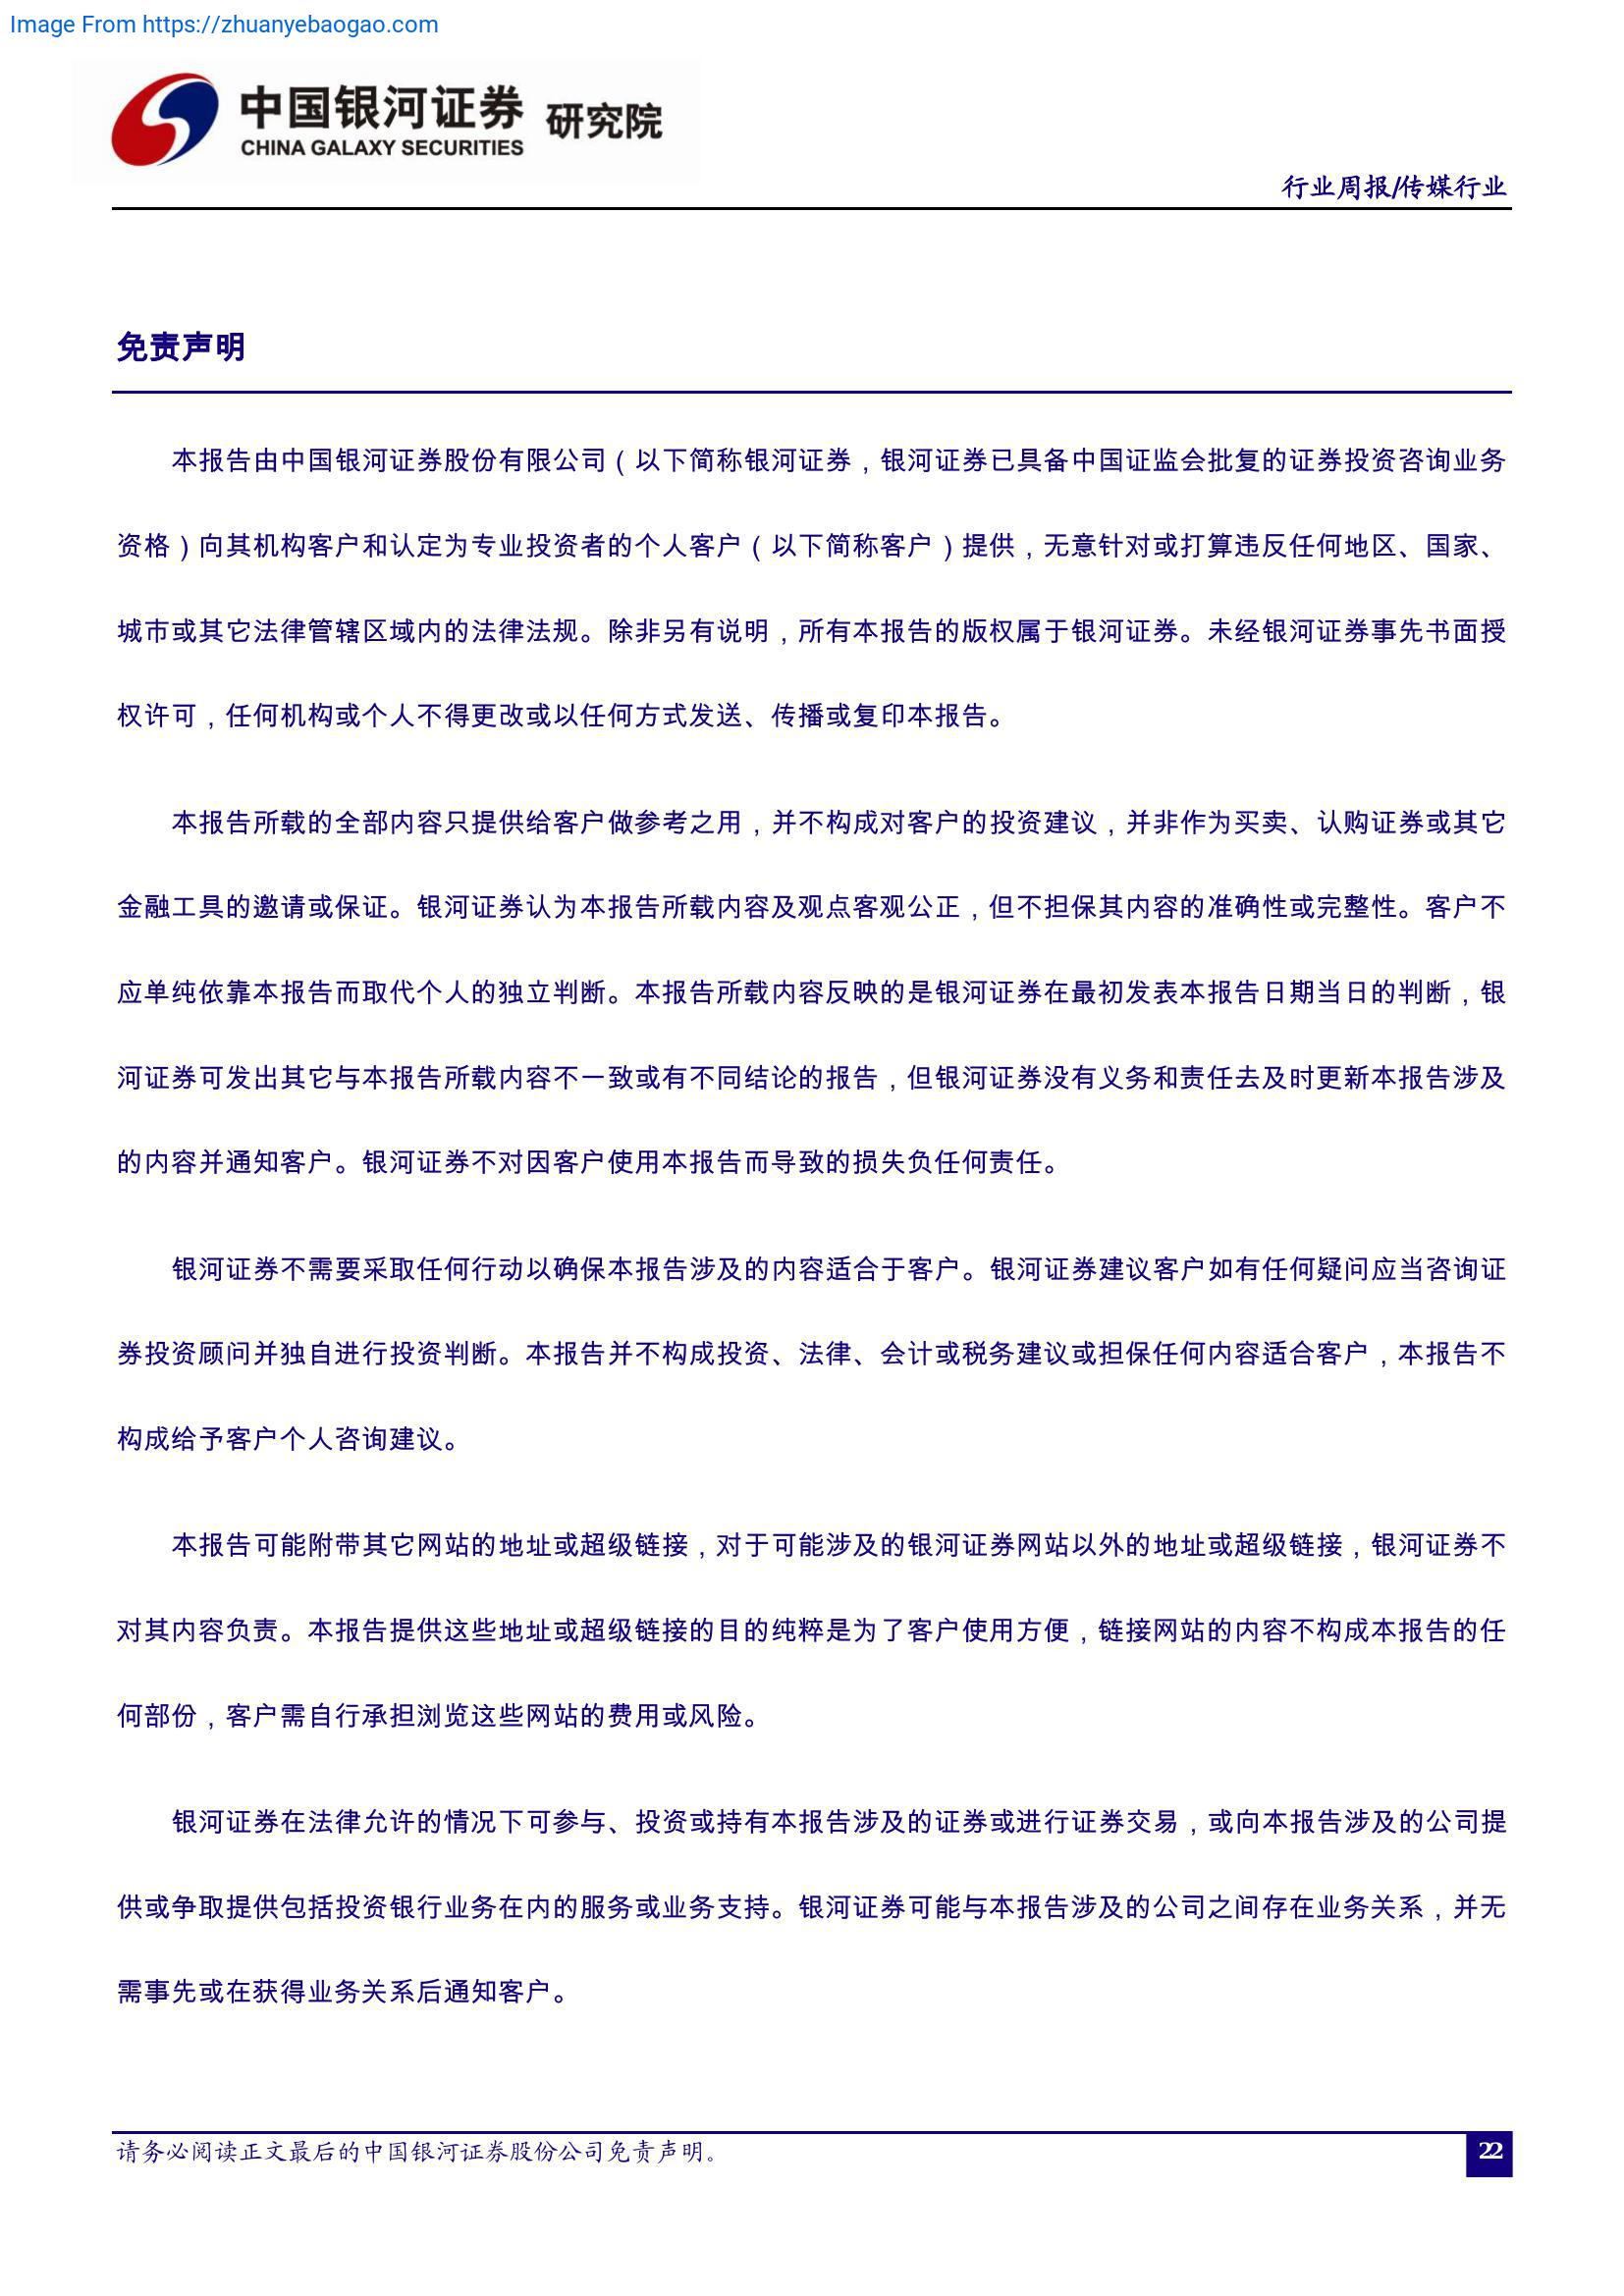 Image From https://zhuanyebaogao.com
中国银河证券 研究院
CHINA GALAXY SECURITIES
行业周报/传媒行业
免责声明
本报告由中国银河证券股份有限公司（以下简称银河证券，银河证券已具备中国证监会批复的证券投资咨询业务
资格）向其机构客户和认定为专业投资者的个人客户（以下简称客户）提供，无意针对或打算违反任何地区、国家、
城市或其它法律管辖区域内的法律法规。除非另有说明，所有本报告的版权属于银河证券。未经银河证券事先书面授
权许可，任何机构或个人不得更改或以任何方式发送、传播或复印本报告。
本报告所载的全部内容只提供给客户做参考之用，并不构成对客户的投资建议，并非作为买卖、认购证券或其它
金融工具的邀请或保证。银河证券认为本报告所载内容及观点客观公正，但不担保其内容的准确性或完整性。客户不
应单纯依靠本报告而取代个人的独立判断。本报告所载内容反映的是银河证券在最初发表本报告日期当日的判断，银
河证券可发出其它与本报告所载内容不一致或有不同结论的报告，但银河证券没有义务和责任去及时更新本报告涉及
的内容并通知客户。银河证券不对因客户使用本报告而导致的损失负任何责任。
银河证券不需要采取任何行动以确保本报告涉及的内容适合于客户。银河证券建议客户如有任何疑问应当咨询证
券投资顾问并独自进行投资判断。本报告并不构成投资、法律、会计或税务建议或担保任何内容适合客户，本报告不
构成给予客户个人咨询建议。
本报告可能附带其它网站的地址或超级链接，对于可能涉及的银河证券网站以外的地址或超级链接，银河证券不
对其内容负责。本报告提供这些地址或超级链接的目的纯粹是为了客户使用方便，链接网站的内容不构成本报告的任
何部份，客户需自行承担浏览这些网站的费用或风险。
银河证券在法律允许的情况下可参与、投资或持有本报告涉及的证券或进行证券交易，或向本报告涉及的公司提
供或争取提供包括投资银行业务在内的服务或业务支持。银河证券可能与本报告涉及的公司之间存在业务关系，并无
需事先或在获得业务关系后通知客户。
请务必阅读正文最后的中国银河证券股份公司免责声明。
22